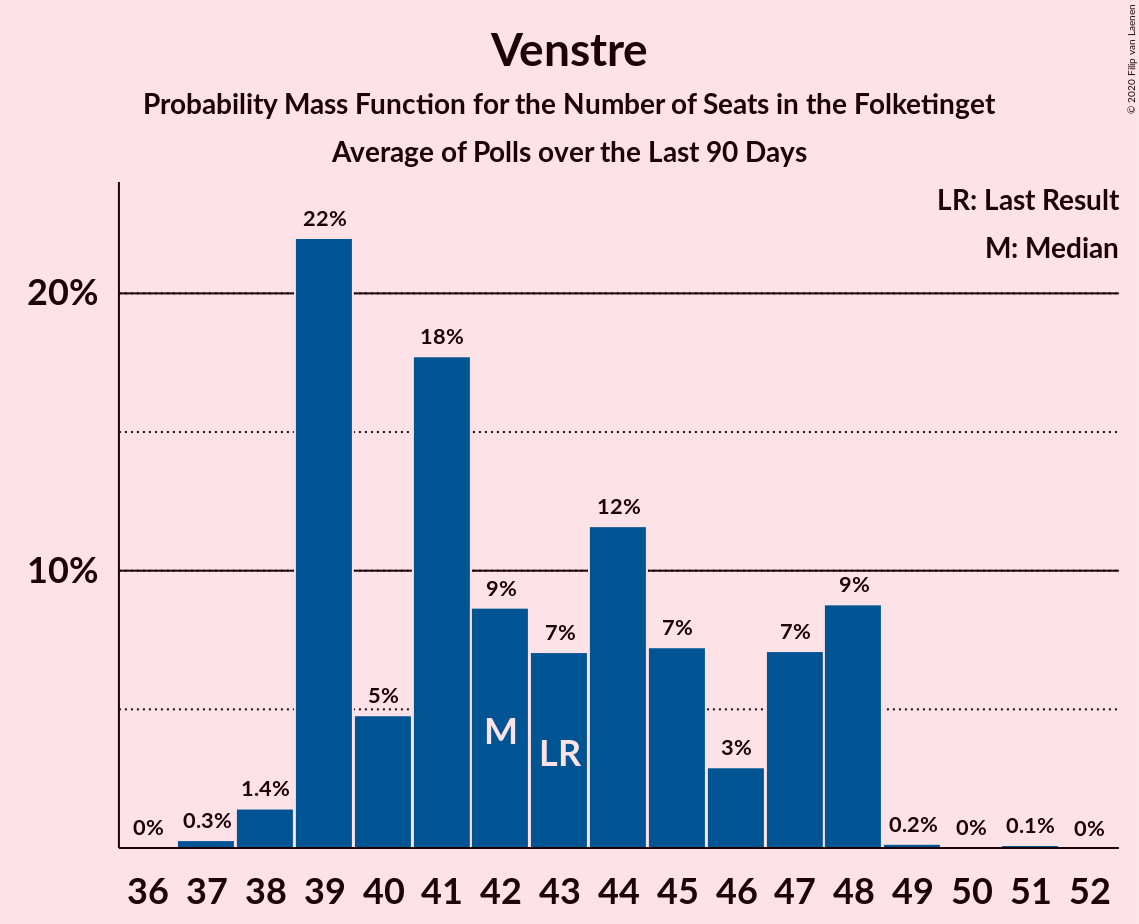 Venstre
Probability Mass Function for the Number of Seats in the Folketinget
Average of Polls over the Last 90 Days
© 2020 Filip van Laenen
LR: Last Result
M: Median
20%
10%
0%
0.3%
1.4%
22%
5%
18%
9%
7%
12%
7%
3%
7%
9%
0.2%
0%
0.1%
0%
M
LR
36 37 38 39 40 41 42 43 44 45 46 47 48 49 50 51 52